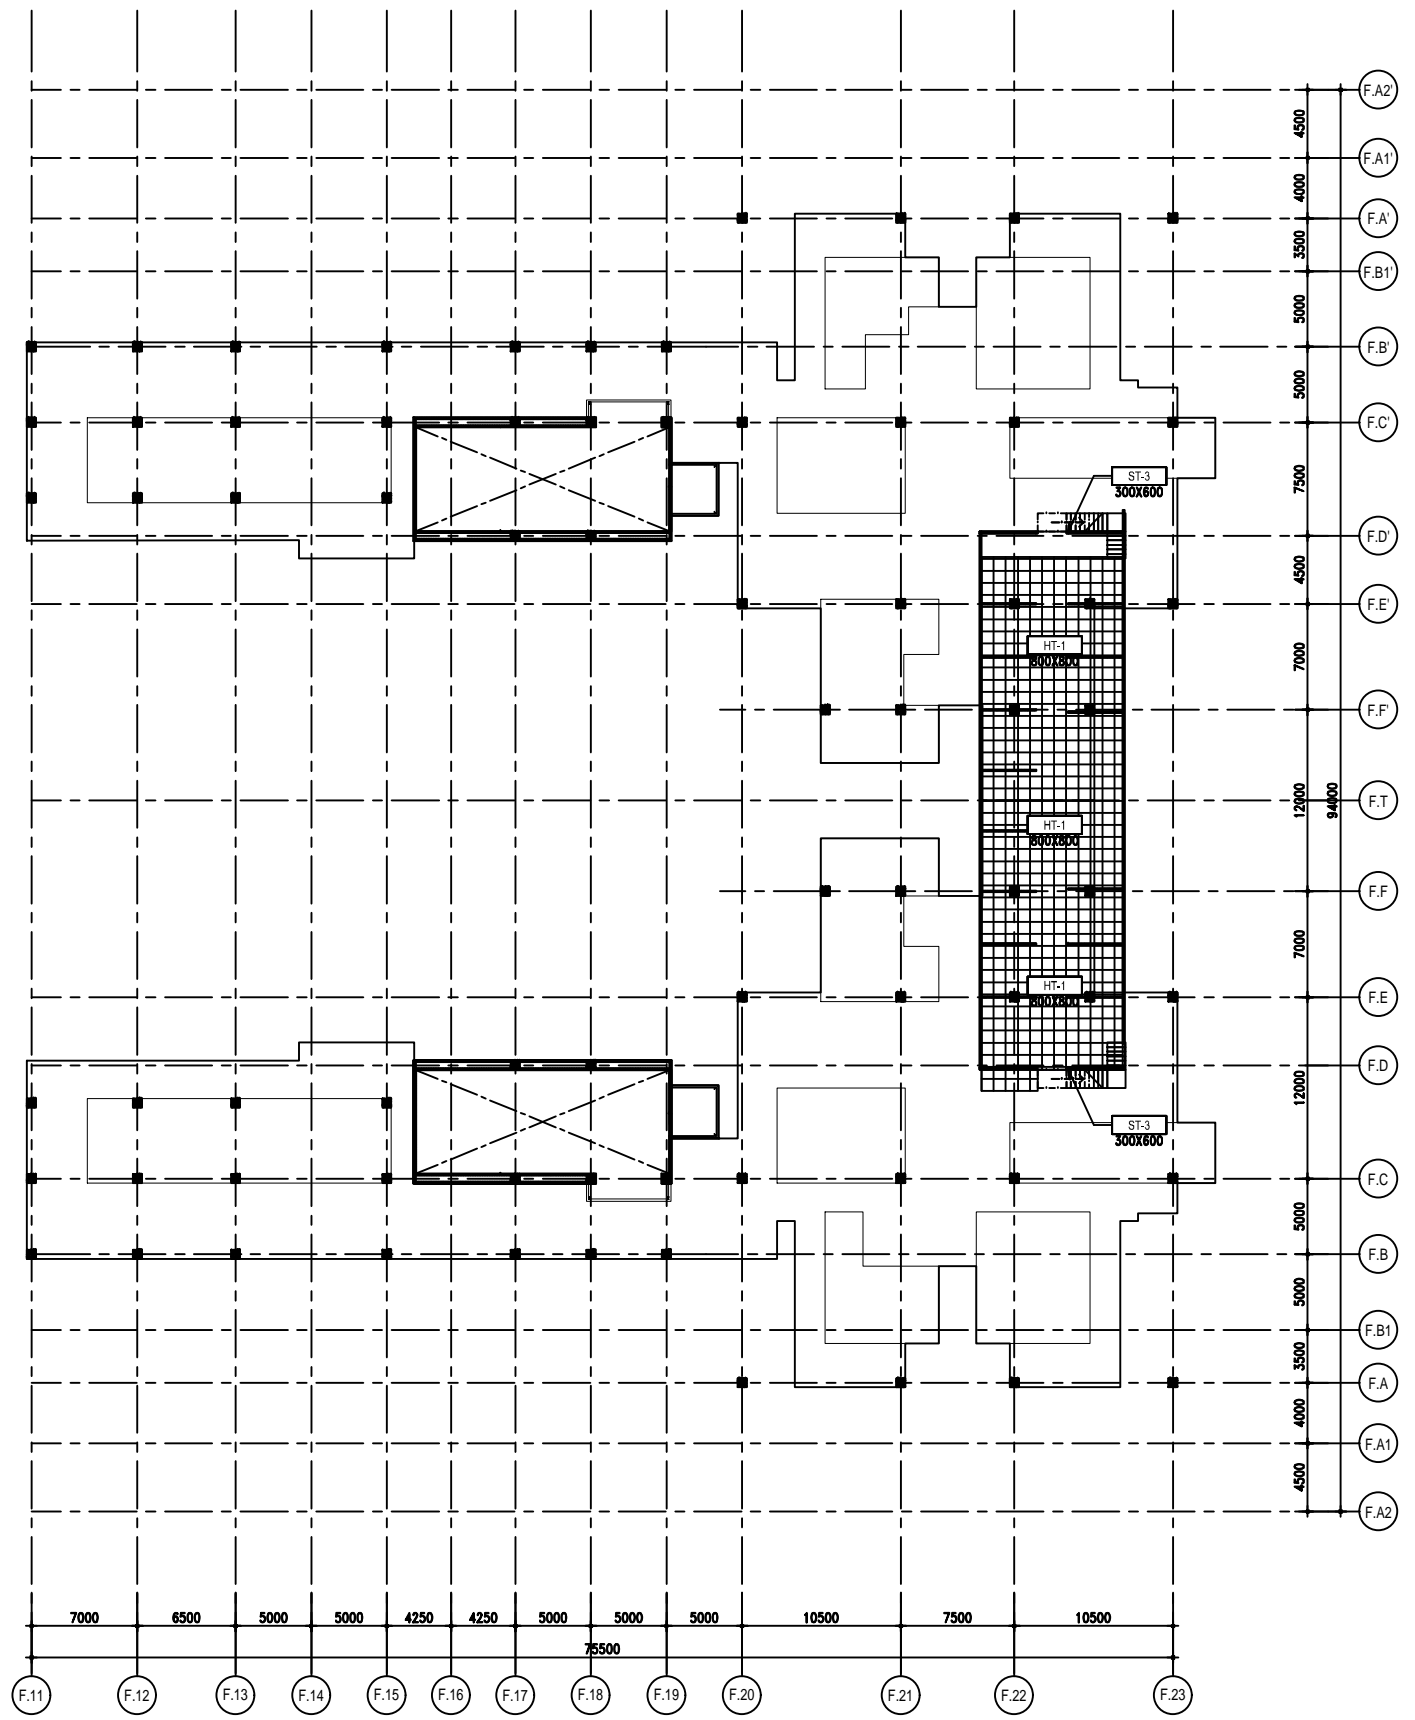 F.A2'
4500
F.A1'
4000
F.A'
3500
F.B1'
5000
F.B'
5000
F.C'
7500
ST-3
300X600
F.D'
4500
F.E'
HT-1
800X800
7000
F.F'
12000
94000
F.T
HT-1
800X800
F.F
7000
HT-1
800X800
F.E
F.D
12000
ST-3
300X600
F.C
5000
F.B
5000
F.B1
3500
F.A
4000
F.A1
4500
F.A2
7000 6500 5000 5000 4250 4250 5000 5000 5000 10500 7500 10500
75500
F.11 F.12 F.13 F.14 F.15 F.16 F.17 F.18 F.19 F.20 F.21 F.22 F.23